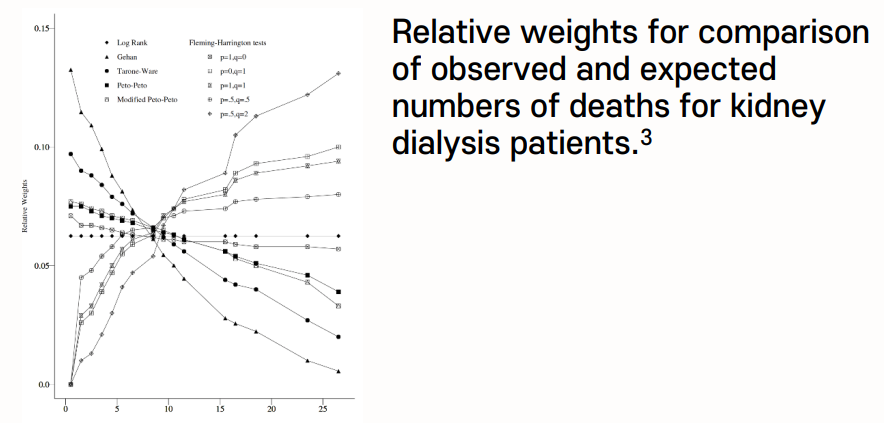 Relative weights for comparison
of observed and expected
numbers of deaths for kidney
dialysis patients.³
Log Rank
Gehan
Tarone-Ware
Peto-Peto
Modified Peto-Peto
Fleming-Harrington tests
p=1,q=0
p=0,q=1
p=1,q=1
p=.5,q=.5
p=.5,q=2
Relative Weights
0.15
0.10
0.05
0.0
0
5
10
15
20
25